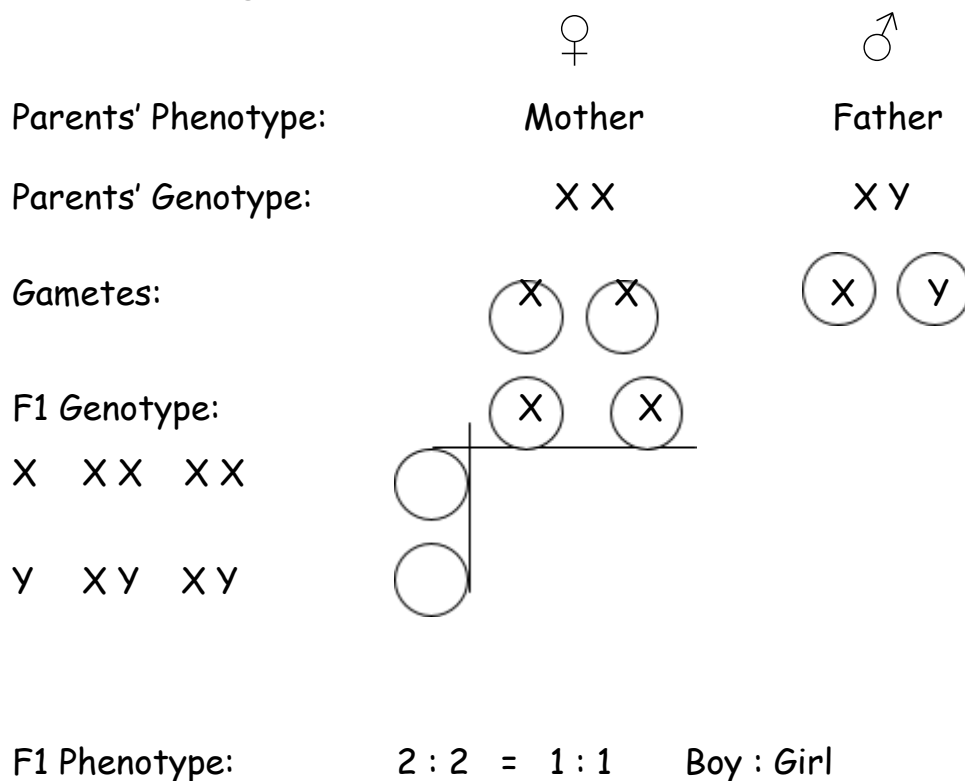 ♀ ♂
Parents' Phenotype: Mother Father
Parents' Genotype: X X X Y
Gametes: X X X Y
F1 Genotype: X X
X X X X X
Y X Y X Y
F1 Phenotype: 2 : 2 = 1 : 1 Boy : Girl